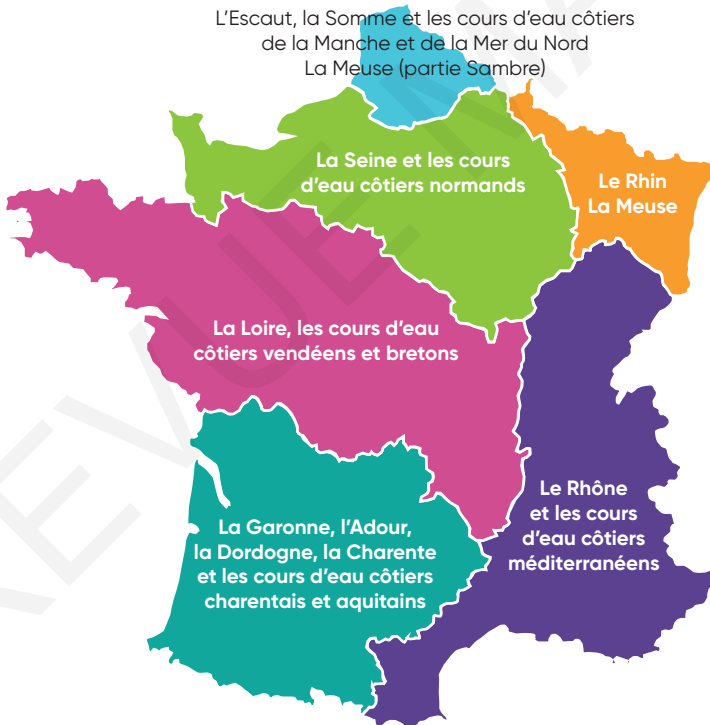 L'Escaut, la Somme et les cours d'eau côtiers
de la Manche et de la Mer du Nord
La Meuse (partie Sambre)
La Seine et les cours
d'eau côtiers normands
Le Rhin
La Meuse
La Loire, les cours d'eau
côtiers vendéens et bretons
Le Rhône
et les cours
d'eau côtiers
méditerranéens
La Garonne, l'Adour,
la Dordogne, la Charente
et les cours d'eau côtiers
charentais et aquitains